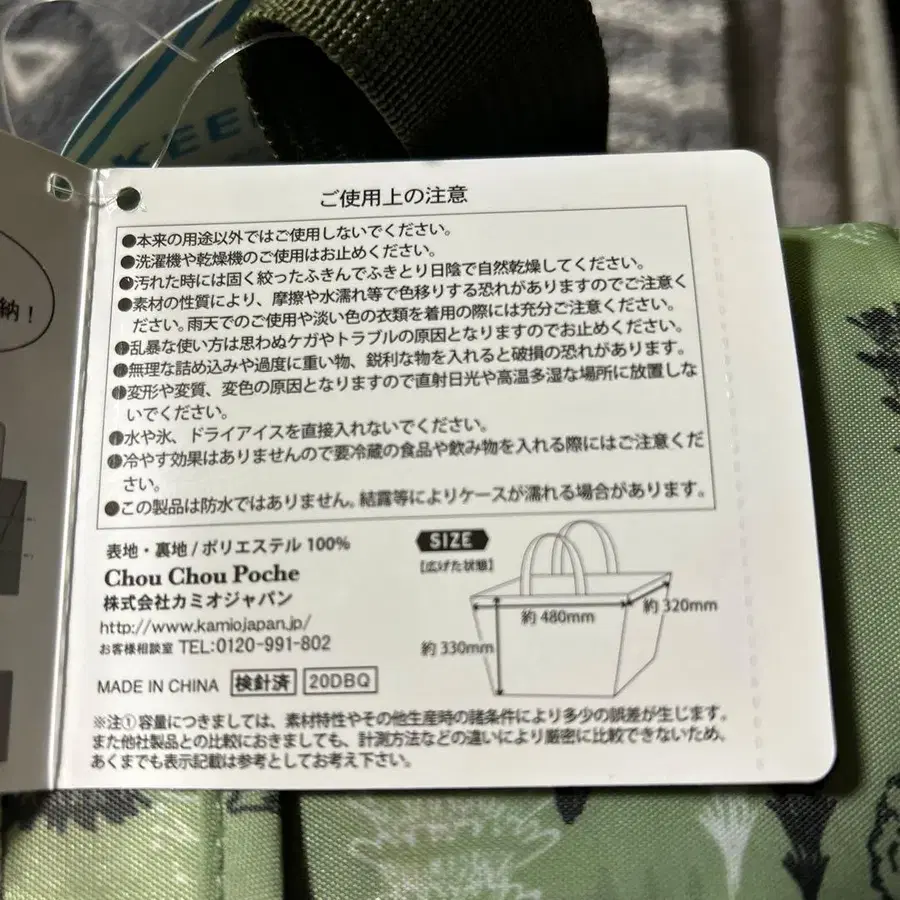 KEE
納!
ご使用上の注意
●本来の用途以外ではご使用しないでください。
●洗濯機や乾燥機のご使用はお止めください。
●汚れた時には固く絞ったふきんでふきとり日陰で自然乾燥してください。
●素材の性質により、摩擦や水濡れ等で色移りする恐れがありますのでご注意く
ださい。雨天でのご使用や淡い色の衣類を着用の際には充分ご注意ください。
●乱暴な使い方は思わぬケガやトラブルの原因となりますのでお止めください。
●無理な詰め込みや過度に重い物、鋭利な物を入れると破損の恐れがあります。
●変形や変質、変色の原因となりますので直射日光や高温多湿な場所に放置しな
いでください。
●水や氷、ドライアイスを直接入れないでください。
●冷やす効果はありませんので要冷蔵の食品や飲み物を入れる際にはご注意くだ
さい。
●この製品は防水ではありません。結露等によりケースが濡れる場合があります。
表地・裏地/ポリエステル100%
Chou Chou Poche
株式会社カミオジャパン
http://www.kamiojapan.jp/
お客様相談室 TEL:0120-991-802
MADE IN CHINA 検針済 20DBQ
SIZE
【広げた状態】
約480mm
約320mm
約330mm
※注①容量につきましては、素材特性やその他生産時の諸条件により多少の誤差が生じます。
また他社製品との比較におきましても、計測方法などの違いにより厳密に比較できないため、
あくまでも表示記載は参考としてお考え下さい。